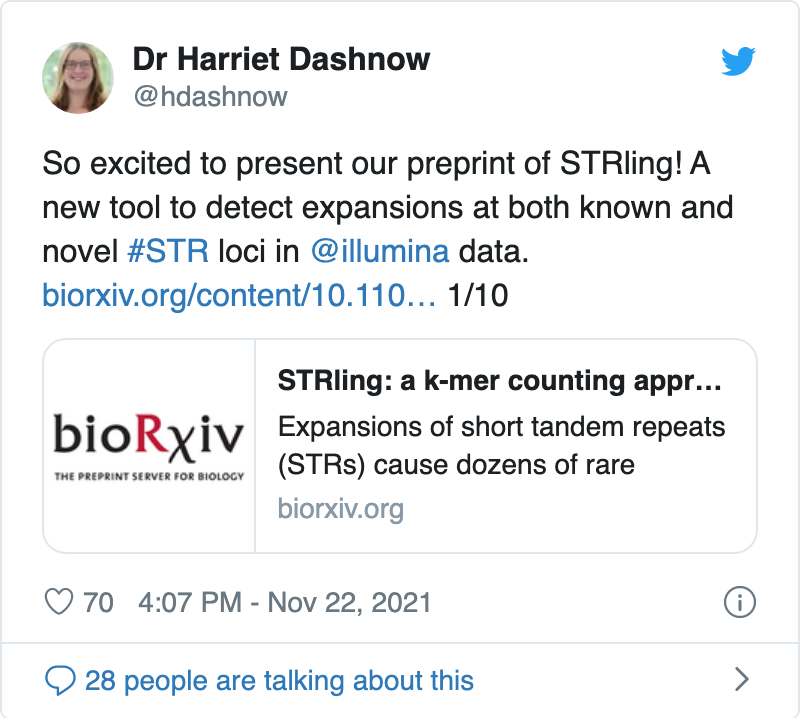 Dr Harriet Dashnow
@hdashnow
So excited to present our preprint of STRling! A
new tool to detect expansions at both known and
novel #STR loci in @illumina data.
biorxiv.org/content/10.110… 1/10
bioRχiv
THE PREPRINT SERVER FOR BIOLOGY
STRling: a k-mer counting appr…
Expansions of short tandem repeats
(STRs) cause dozens of rare
biorxiv.org
70 4:07 PM - Nov 22, 2021
28 people are talking about this